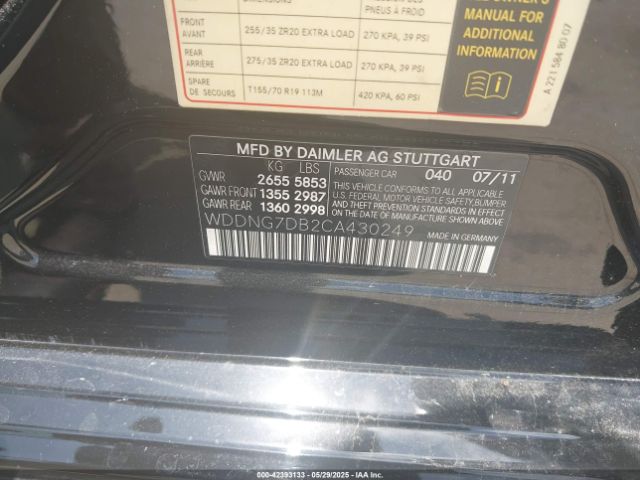 DIMENSIONS
PNEUS À FROID
FRONT
AVANT
255/35 ZR20 EXTRA LOAD
270 KPA, 39 PSI
REAR
ARRIÈRE
275/35 ZR20 EXTRA LOAD
270 KPA, 39 PSI
SPARE
DE SECOURS
T155/70 R19 113M
420 KPA, 60 PSI
MANUAL FOR
ADDITIONAL
INFORMATION
A 221 584 80 07
MFD BY DAIMLER AG STUTTGART
KG LBS
GVWR 2655 5853
GAWR FRONT 1355 2987
GAWR REAR 1360 2998
PASSENGER CAR 040 07/11
THIS VEHICLE CONFORMS TO ALL APPLICABLE
U.S. FEDERAL MOTOR VEHICLE SAFETY, BUMPER
AND THEFT PREVENTION STANDARDS IN EFFECT
ON THE DATE OF MANUFACTURE SHOWN ABOVE.
WDDNG7DB2CA430249
MADE IN GERMANY
000-42393133 - 05/29/2025 - IAAI.COM